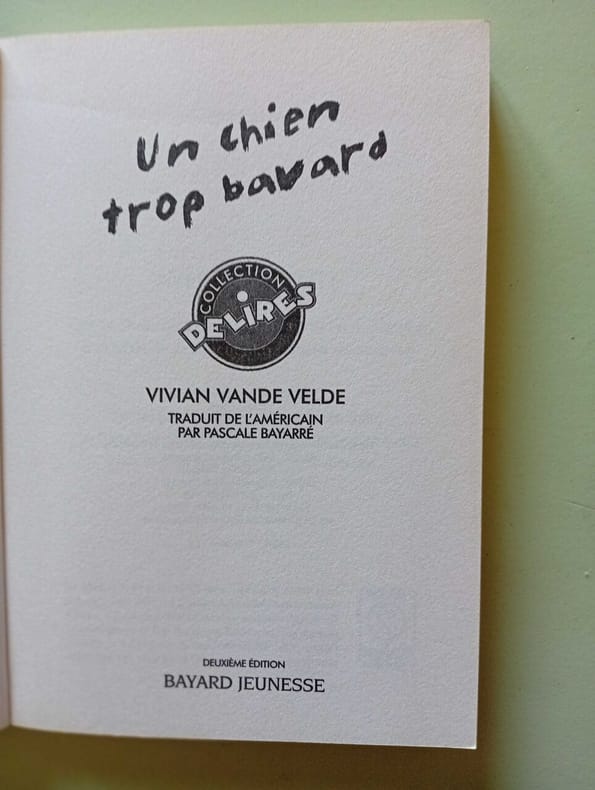 Un chien
trop bavard
COLLECTION
DELIRES
VIVIAN VANDE VELDE
TRADUIT DE L'AMÉRICAIN
PAR PASCALE BAYARRÉ
DEUXIÈME ÉDITION
BAYARD JEUNESSE